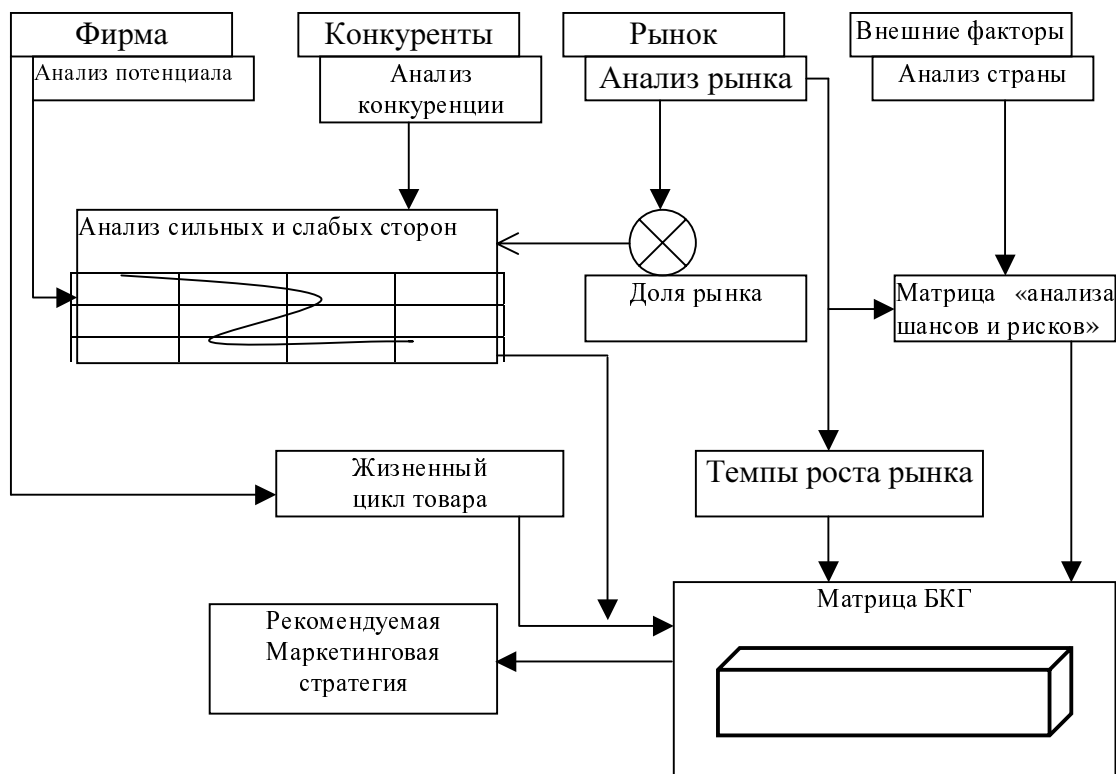 Фирма
Анализ потенциала
Конкуренты
Анализ
конкуренции
Рынок
Анализ рынка
Внешние факторы
Анализ страны
Анализ сильных и слабых сторон
Доля рынка
Матрица «анализа
шансов и рисков»
Жизненный
цикл товара
Темпы роста рынка
Рекомендуемая
Маркетинговая
стратегия
Матрица БКГ